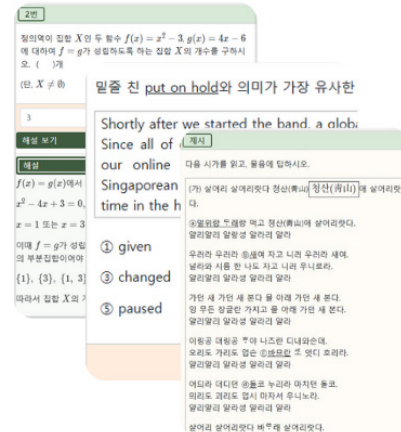 2번
정의역이 집합 X인 두 함수 f(x) = x² − 3, g(x) = 4x − 6
에 대하여 f = g가 성립하도록 하는 집합 X의 개수를 구하시
오. ( )개
(단, X ≠ ∅)
3
해설 보기
해설
f(x) = g(x)에서
x² − 4x + 3 = 0,
x = 1 또는 x = 3
이때 f = g가 성립
의 부분집합이어야
{1}, {3}, {1, 3}
따라서 집합 X의
밑줄 친 put on hold와 의미가 가장 유사한
Shortly after we started the band, a globa
Since all of
our online
Singaporean
time in the h
① given
③ changed
⑤ paused
제시
다음 시가를 읽고, 물음에 답하시오.
(가) 살어리 살어리랏다 청산(靑山) 청산(靑山) 애 살어리랏
다.
ⓐ멀위랑 ᄃᆞ래랑 먹고 청산(靑山)애 살어리랏다.
얄리얄리 얄랑셩 얄라리 얄라
우러라 우러라 ⓑ새여 자고 니러 우러라 새여.
널라와 시름 한 나도 자고 니러 우니로라.
얄리얄리 얄라셩 얄라리 얄라
가던 새 가던 새 본다 믈 아래 가던 새 본다.
잉 무든 장글란 가지고 믈 아래 가던 새 본다.
얄리얄리 얄라셩 얄라리 얄라
이링공 뎌링공 ᄒᆞ야 나즈란 디내와손뎌.
오리도 가리도 업슨 ⓒ바므란 ᄯᅩ 엇디 호리라.
얄리얄리 얄라셩 얄라리 얄라
어듸라 더디던 ⓓ돌코 누리라 마치던 돌코.
믜리도 괴리도 업시 마자셔 우니노라.
얄리얄리 얄라셩 얄라리 얄라
살어리 살어리랏다 바ᄅᆞ래 살어리랏다.